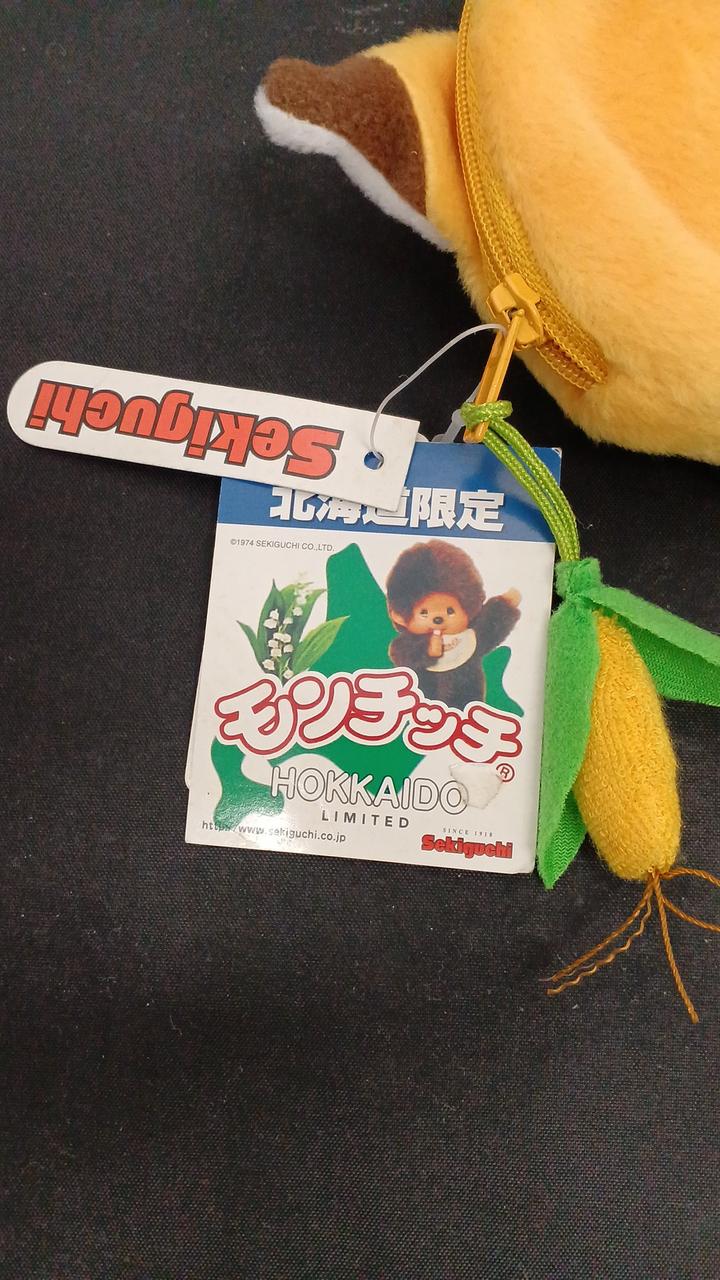 Sekiguchi
北海道限定
©1974 SEKIGUCHI CO.,LTD.
モンチッチ®
HOKKAIDO
LIMITED
http://www.sekiguchi.co.jp
SINCE 1918
Sekiguchi